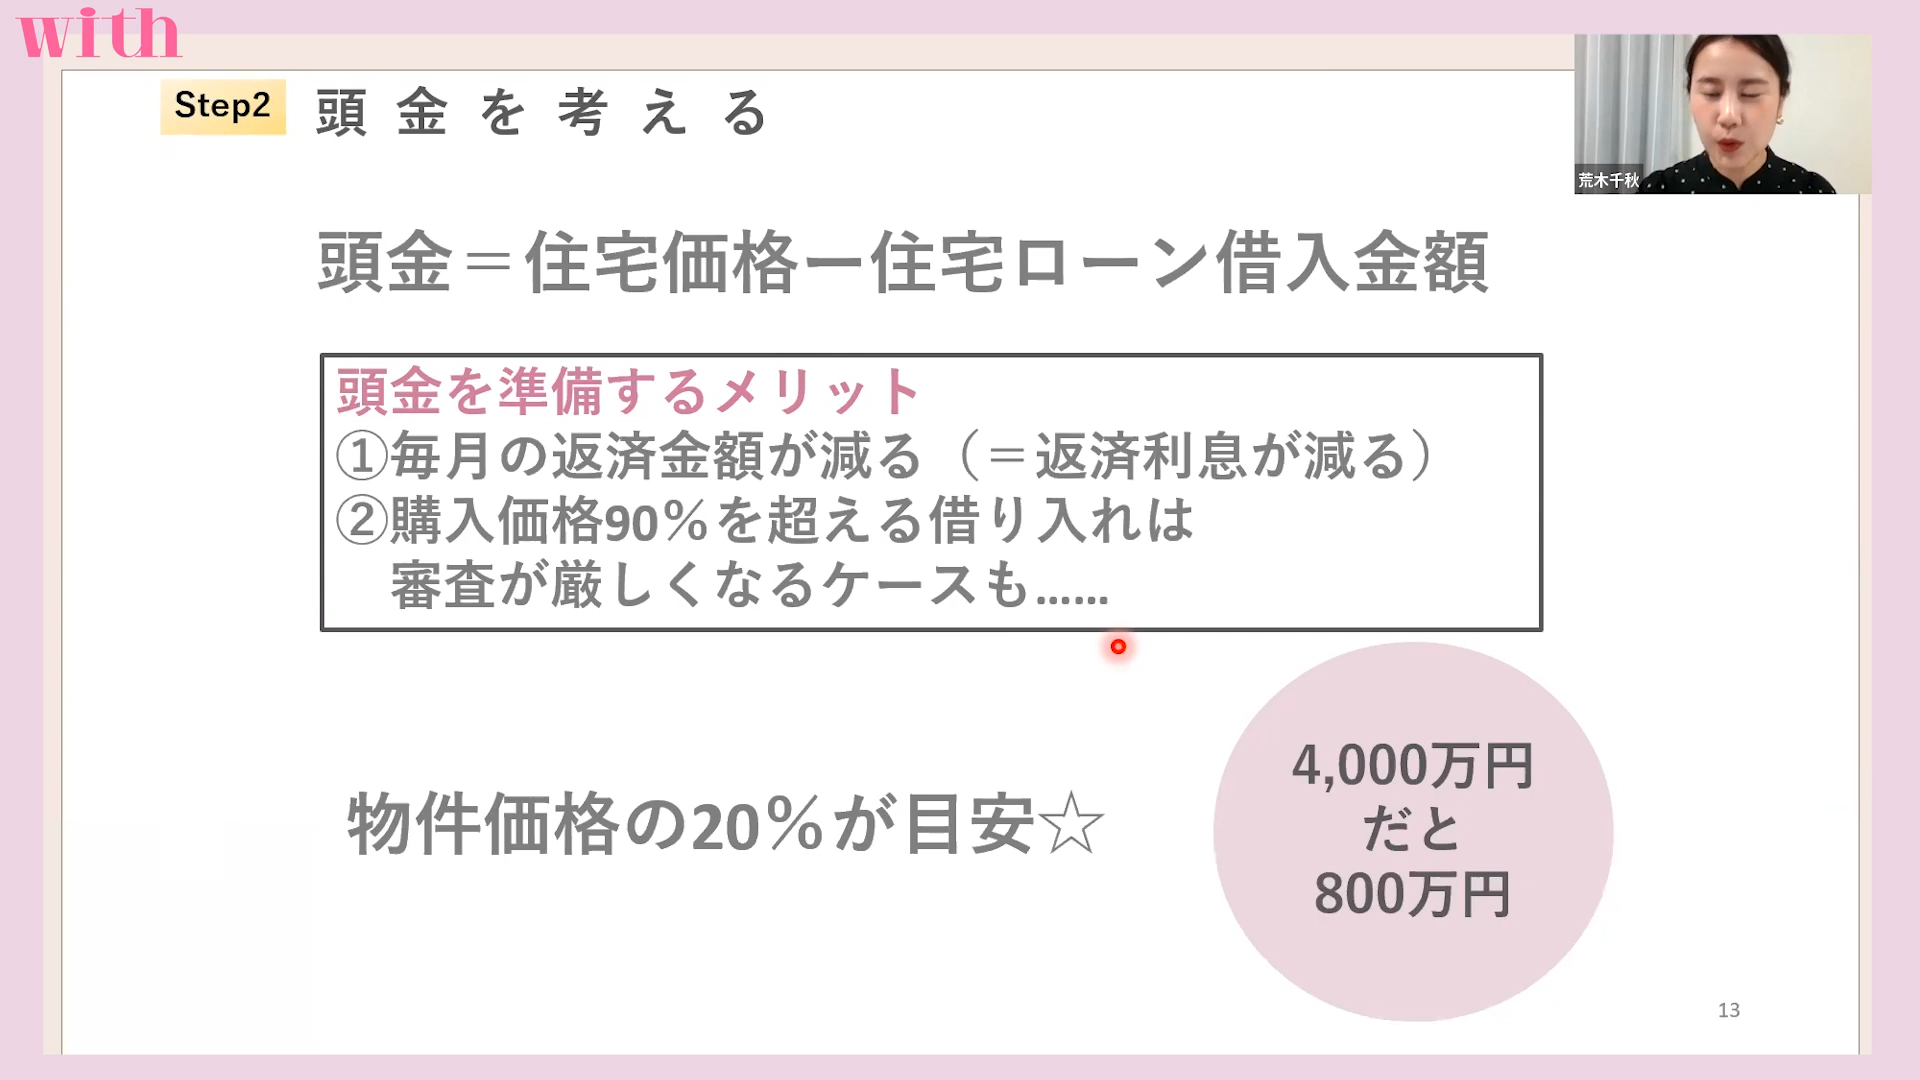 with
Step2 頭金を考える
荒木千秋
頭金＝住宅価格ー住宅ローン借入金額
頭金を準備するメリット
①毎月の返済金額が減る（＝返済利息が減る）
②購入価格90％を超える借り入れは
審査が厳しくなるケースも……
物件価格の20％が目安☆
4,000万円
だと
800万円
13